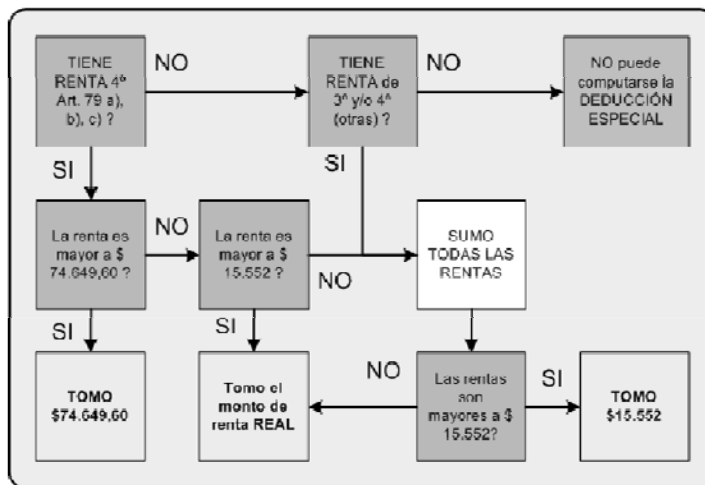 TIENE
RENTA 4ª
Art. 79 a),
b), c) ?
NO
TIENE
RENTA de
3ª y/o 4ª
(otras) ?
NO
NO puede
computarse la
DEDUCCIÓN
ESPECIAL
SI
SI
La renta es
mayor a $
74.649,60 ?
NO
La renta es
mayor a $
15.552 ?
NO
SUMO
TODAS LAS
RENTAS
SI
SI
TOMO
$74.649,60
Tomo el
monto de
renta REAL
NO
Las rentas
son
mayores a $
15.552?
SI
TOMO
$15.552